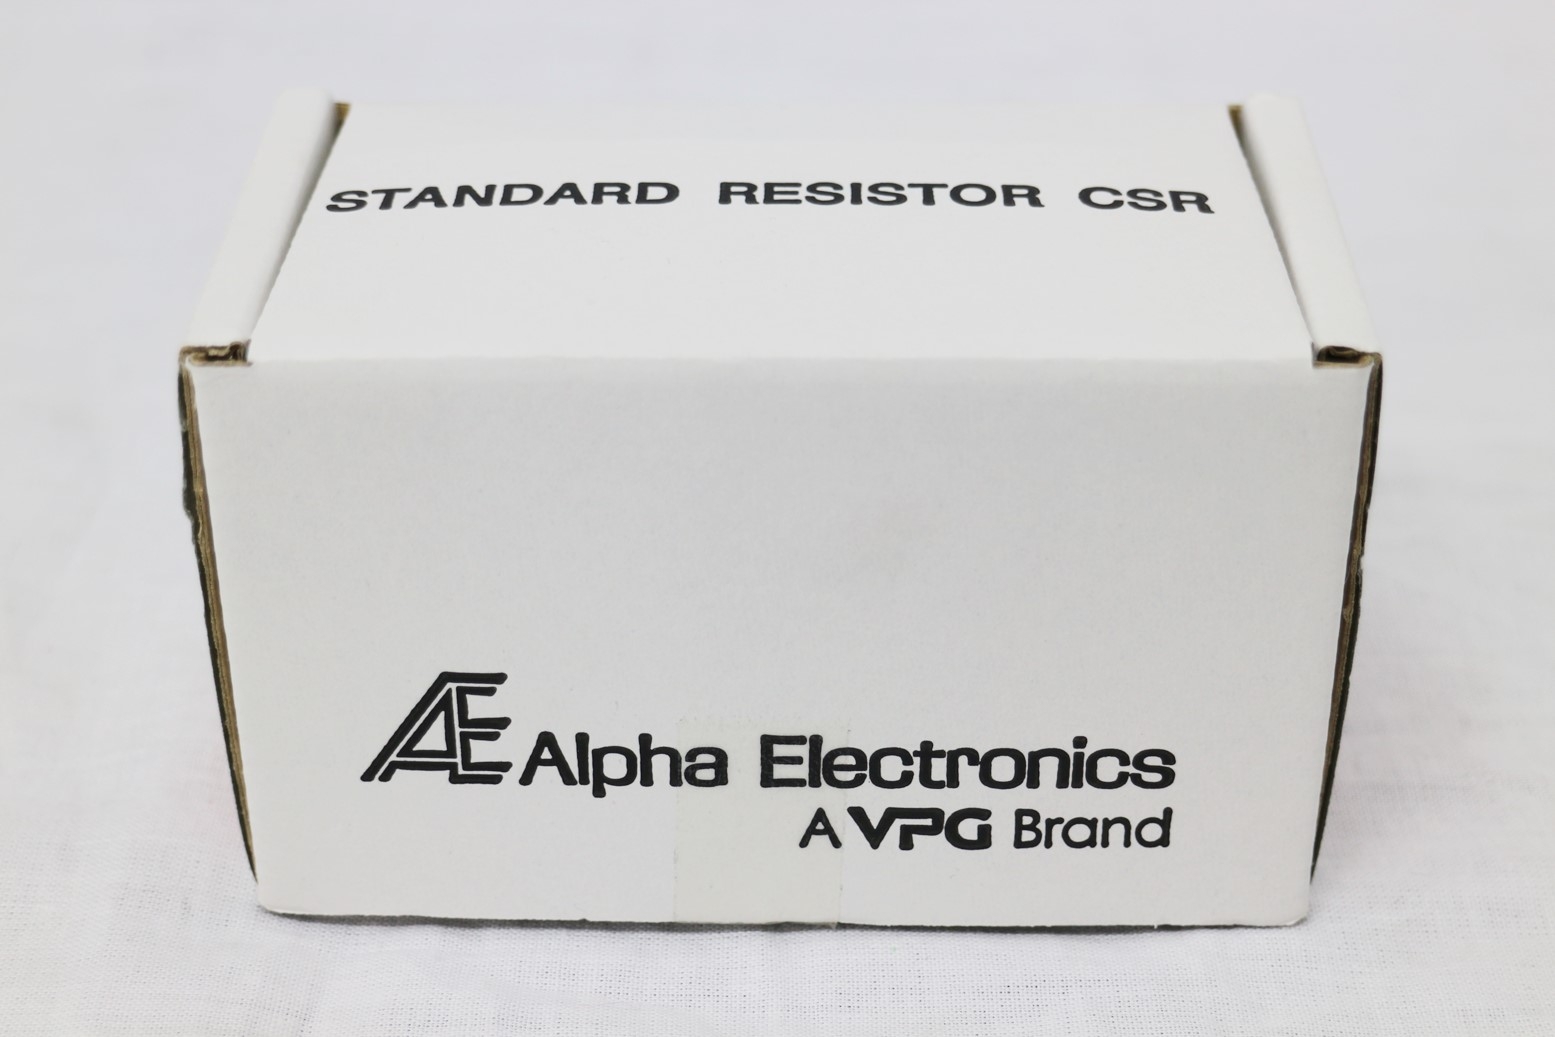 STANDARD RESISTOR CSR
AE Alpha Electronics
A VPG Brand